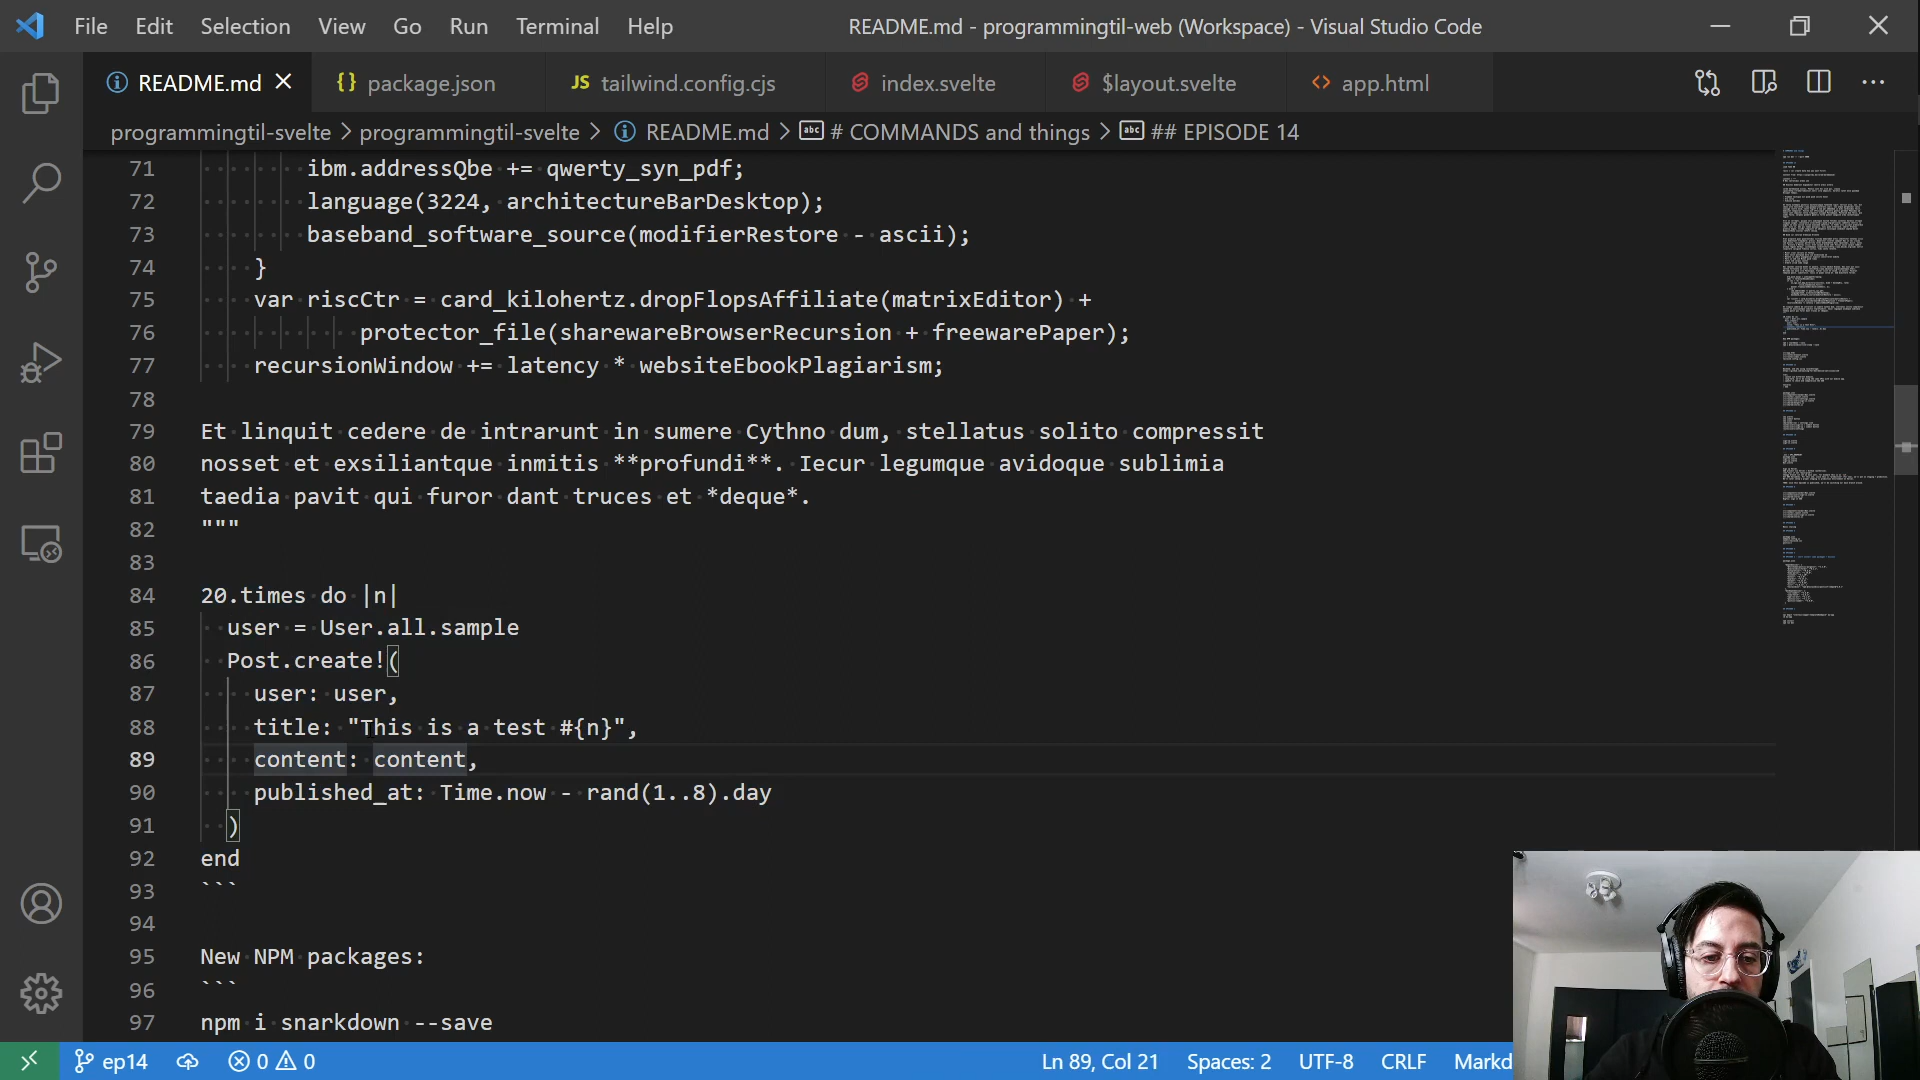 File Edit Selection View Go Run Terminal Help README.md - programmingtil-web (Workspace) - Visual Studio Code
README.md {} package.json JS tailwind.config.cjs index.svelte $layout.svelte <> app.html
programmingtil-svelte > programmingtil-svelte > README.md > abc # COMMANDS and things > abc ## EPISODE 14
71 ibm.addressQbe += qwerty_syn_pdf;
72 language(3224, architectureBarDesktop);
73 baseband_software_source(modifierRestore - ascii);
74 }
75 var riscCtr = card_kilohertz.dropFlopsAffiliate(matrixEditor) +
76 protector_file(sharewareBrowserRecursion + freewarePaper);
77 recursionWindow += latency * websiteEbookPlagiarism;
78
79 Et linquit cedere de intrarunt in sumere Cythno dum, stellatus solito compressit
80 nosset et exsiliantque inmitis **profundi**. Iecur legumque avidoque sublimia
81 taedia pavit qui furor dant truces et *deque*.
82 """
83
84 20.times do |n|
85 user = User.all.sample
86 Post.create!(
87 user: user,
88 title: "This is a test #{n}",
89 content: content,
90 published_at: Time.now - rand(1..8).day
91 )
92 end
93 ```
94
95 New NPM packages:
96 ```
97 npm i snarkdown --save
ep14 0 0 Ln 89, Col 21 Spaces: 2 UTF-8 CRLF Markd